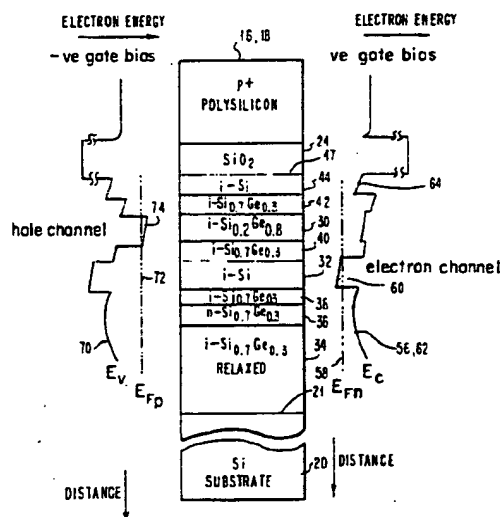 ELECTRON ENERGY
-ve gate bias
16,18
ELECTRON ENERGY
ve gate bias
p+
POLYSILICON
24
SiO2
47
i-Si
44
64
i-Si0.7Ge0.3
42
74
hole channel
i-Si0.2Ge0.8
30
i-Si0.7Ge0.3
40
32
72
i-Si
electron channel
60
i-Si0.7Ge0.3
38
n-Si0.7Ge0.3
36
70
i-Si0.7Ge0.3
RELAXED
34
56,62
Ev
EFp
58
EFn
Ec
21
Si
SUBSTRATE
20
DISTANCE
DISTANCE